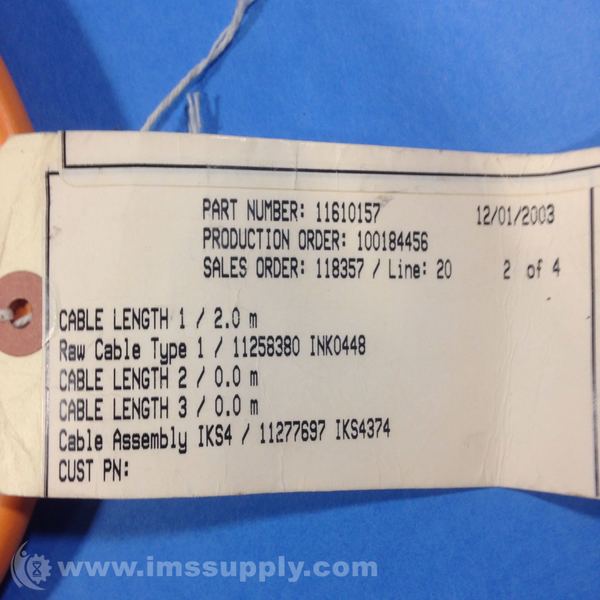 PART NUMBER: 11610157 12/01/2003
PRODUCTION ORDER: 100184456
SALES ORDER: 118357 / Line: 20 2 of 4
CABLE LENGTH 1 / 2.0 m
Raw Cable Type 1 / 11258380 INK0448
CABLE LENGTH 2 / 0.0 m
CABLE LENGTH 3 / 0.0 m
Cable Assembly IKS4 / 11277697 IKS4374
CUST PN:
www.imssupply.com